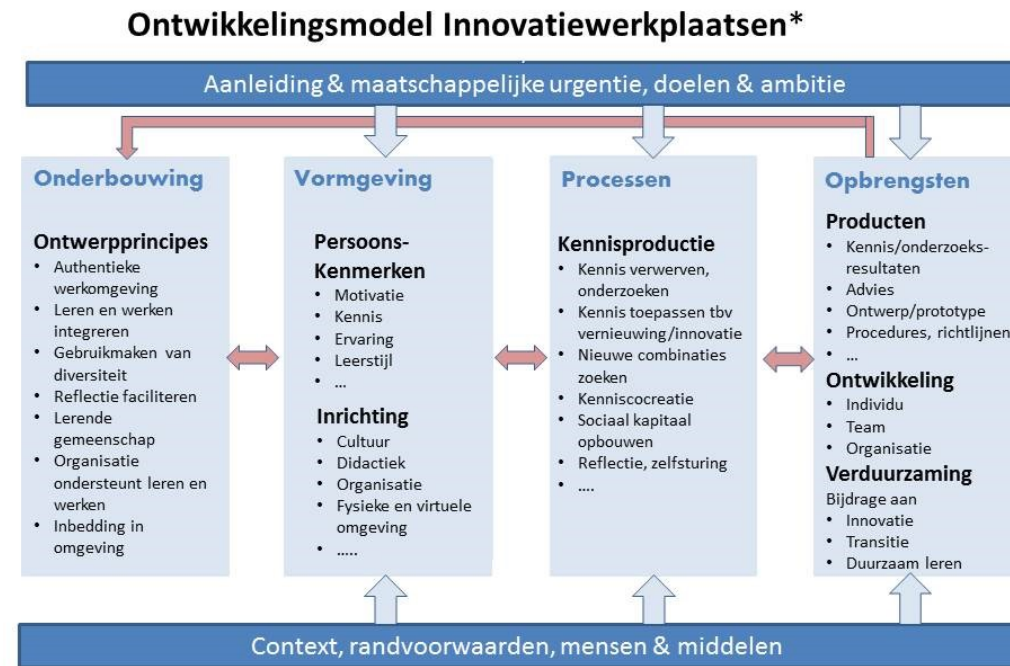 Ontwikkelingsmodel Innovatiewerkplaatsen*
Aanleiding & maatschappelijke urgentie, doelen & ambitie
Onderbouwing
Ontwerpprincipes
• Authentieke
werkomgeving
• Leren en werken
integreren
• Gebruikmaken van
diversiteit
• Reflectie faciliteren
• Lerende
gemeenschap
• Organisatie
ondersteunt leren en
werken
• Inbedding in
omgeving
Vormgeving
Persoons-
Kenmerken
• Motivatie
• Kennis
• Ervaring
• Leerstijl
• ...
Inrichting
• Cultuur
• Didactiek
• Organisatie
• Fysieke en virtuele
omgeving
• .....
Processen
Kennisproductie
• Kennis verwerven,
onderzoeken
• Kennis toepassen tbv
vernieuwing/innovatie
• Nieuwe combinaties
zoeken
• Kenniscocreatie
• Sociaal kapitaal
opbouwen
• Reflectie, zelfsturing
• ....
Opbrengsten
Producten
• Kennis/onderzoeks-
resultaten
• Advies
• Ontwerp/prototype
• Procedures, richtlijnen
• ...
Ontwikkeling
• Individu
• Team
• Organisatie
Verduurzaming
Bijdrage aan
• Innovatie
• Transitie
• Duurzaam leren
Context, randvoorwaarden, mensen & middelen